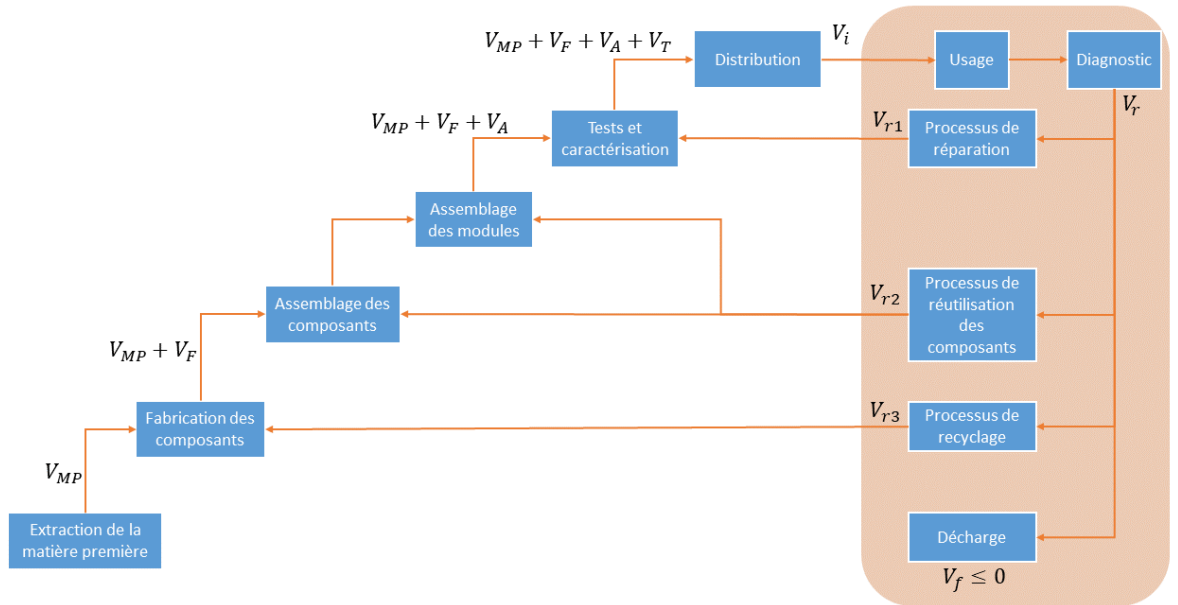 V_MP + V_F + V_A + V_T
Distribution
V_i
Usage
Diagnostic
V_r
V_MP + V_F + V_A
Tests et
caractérisation
V_r1
Processus de
réparation
Assemblage
des modules
Assemblage des
composants
V_r2
Processus de
réutilisation
des
composants
V_MP + V_F
Fabrication des
composants
V_r3
Processus de
recyclage
V_MP
Extraction de la
matière première
Décharge
V_f ≤ 0